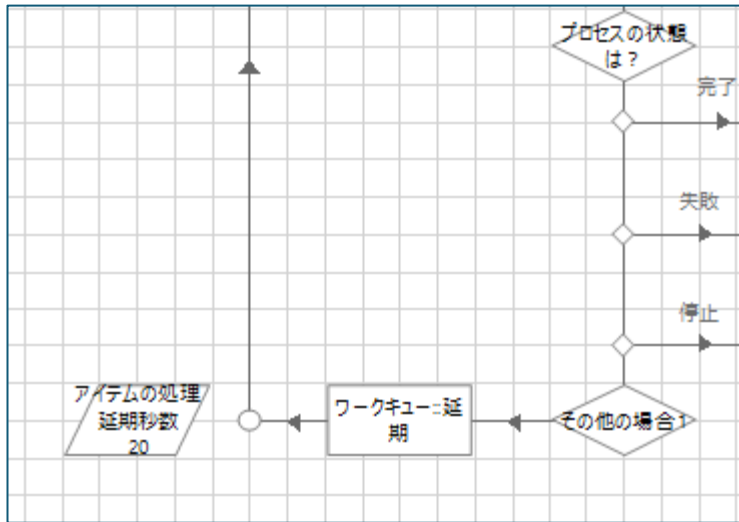 プロセスの状態
は？
完了
失敗
停止
アイテムの処理
延期秒数
20
ワークキュー::延
期
その他の場合1